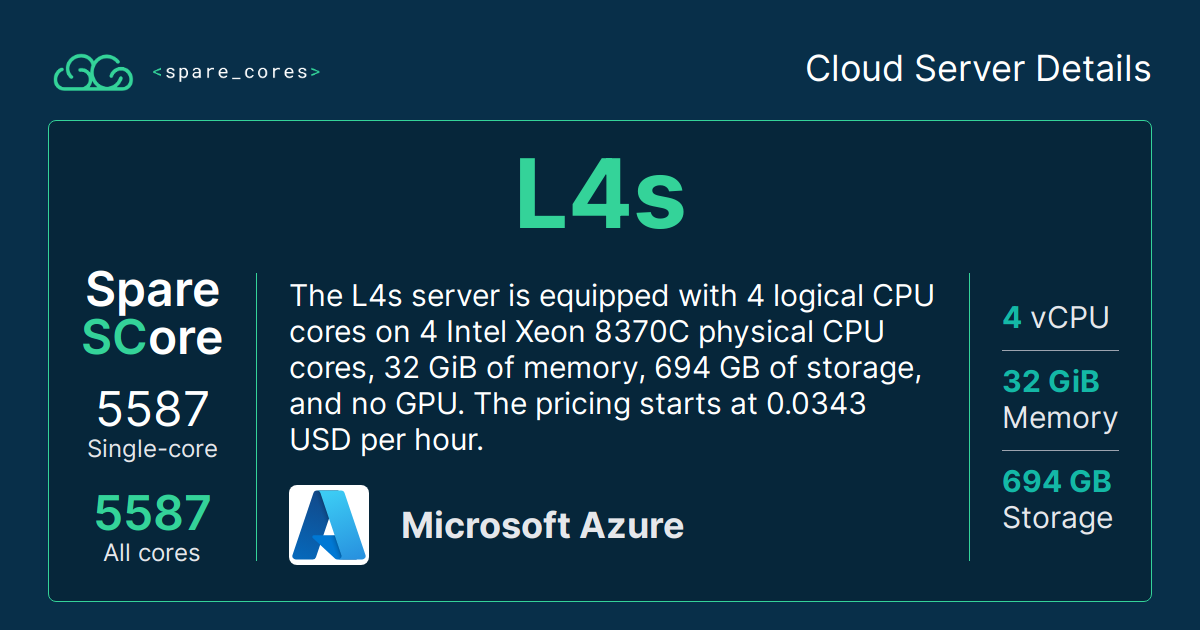 <spare_cores>
Cloud Server Details
L4s
Spare
SCore
5587
Single-core
5587
All cores
The L4s server is equipped with 4 logical CPU
cores on 4 Intel Xeon 8370C physical CPU
cores, 32 GiB of memory, 694 GB of storage,
and no GPU. The pricing starts at 0.0343
USD per hour.
Microsoft Azure
4 vCPU
32 GiB
Memory
694 GB
Storage